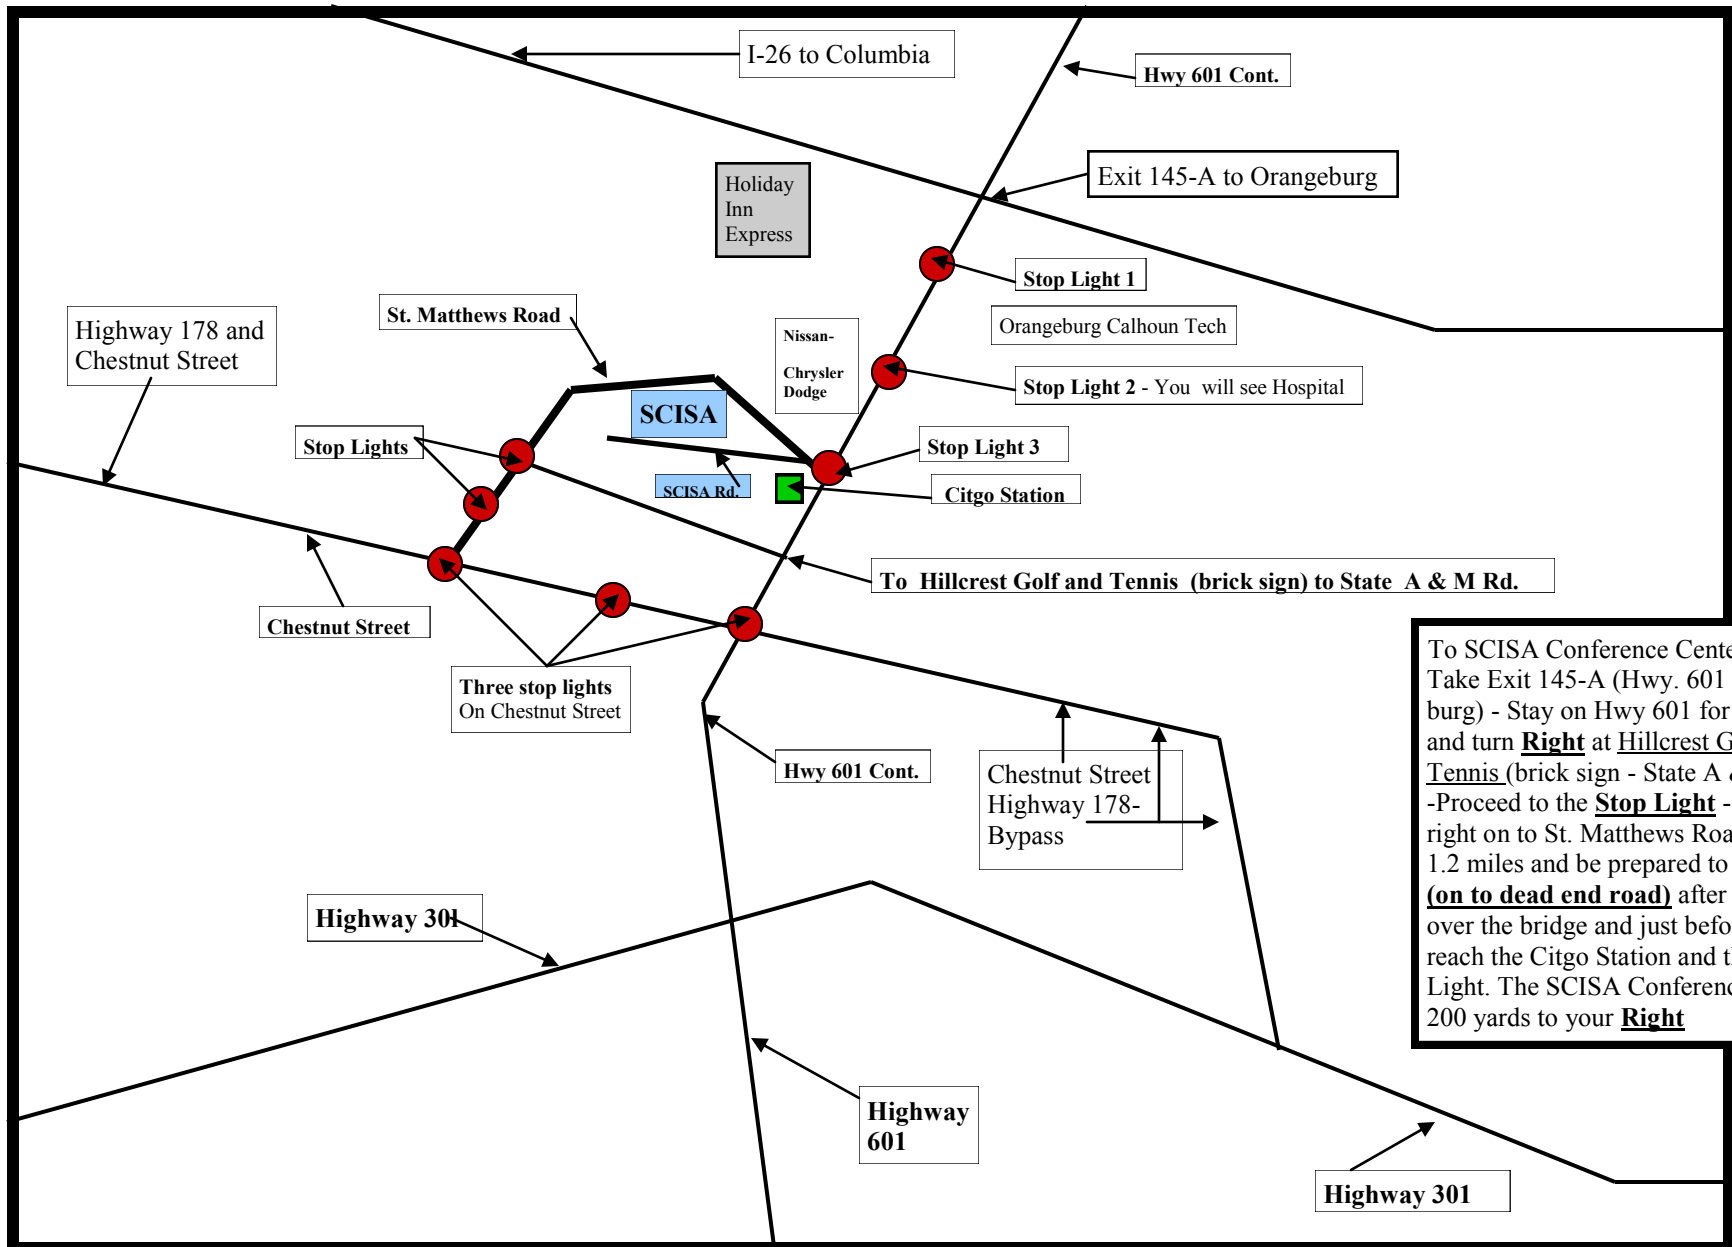 I-26 to Columbia
Hwy 601 Cont.
Exit 145-A to Orangeburg
Holiday
Inn
Express
Stop Light 1
St. Matthews Road
Highway 178 and
Chestnut Street
Orangeburg Calhoun Tech
Nissan-
Chrysler
Dodge
Stop Light 2 - You will see Hospital
SCISA
Stop Lights
Stop Light 3
SCISA Rd.
Citgo Station
To Hillcrest Golf and Tennis (brick sign) to State A & M Rd.
Chestnut Street
Three stop lights
On Chestnut Street
Hwy 601 Cont.
Chestnut Street
Highway 178-
Bypass
To SCISA Conference Cente
Take Exit 145-A (Hwy. 601
burg) - Stay on Hwy 601 for
and turn Right at Hillcrest G
Tennis (brick sign - State A &
-Proceed to the Stop Light -
right on to St. Matthews Roa
1.2 miles and be prepared to
(on to dead end road) after
over the bridge and just befo
reach the Citgo Station and t
Light. The SCISA Conferenc
200 yards to your Right
Highway 30l
Highway
601
Highway 301